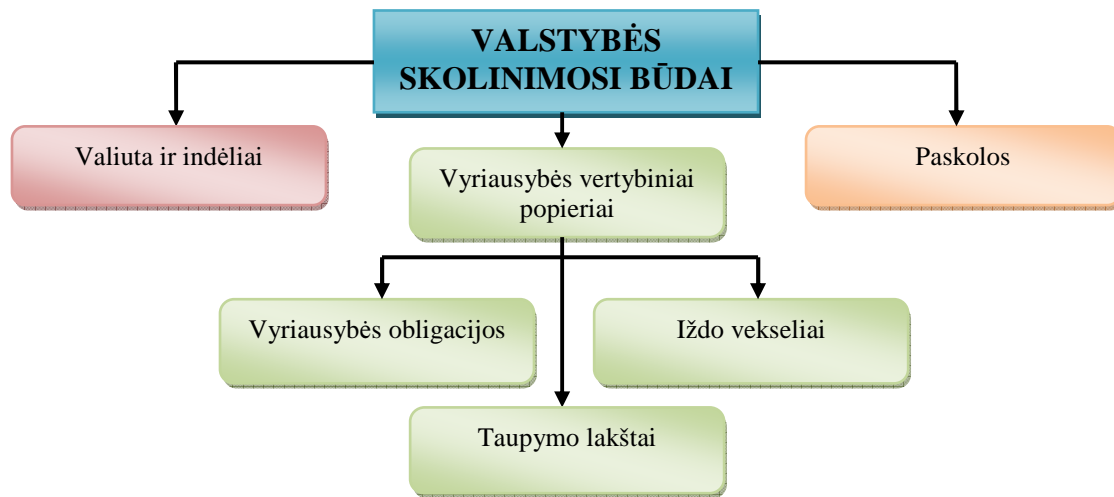 VALSTYBĖS
SKOLINIMOSI BŪDAI
Valiuta ir indėliai
Vyriausybės vertybiniai
popieriai
Paskolos
Vyriausybės obligacijos
Iždo vekseliai
Taupymo lakštai